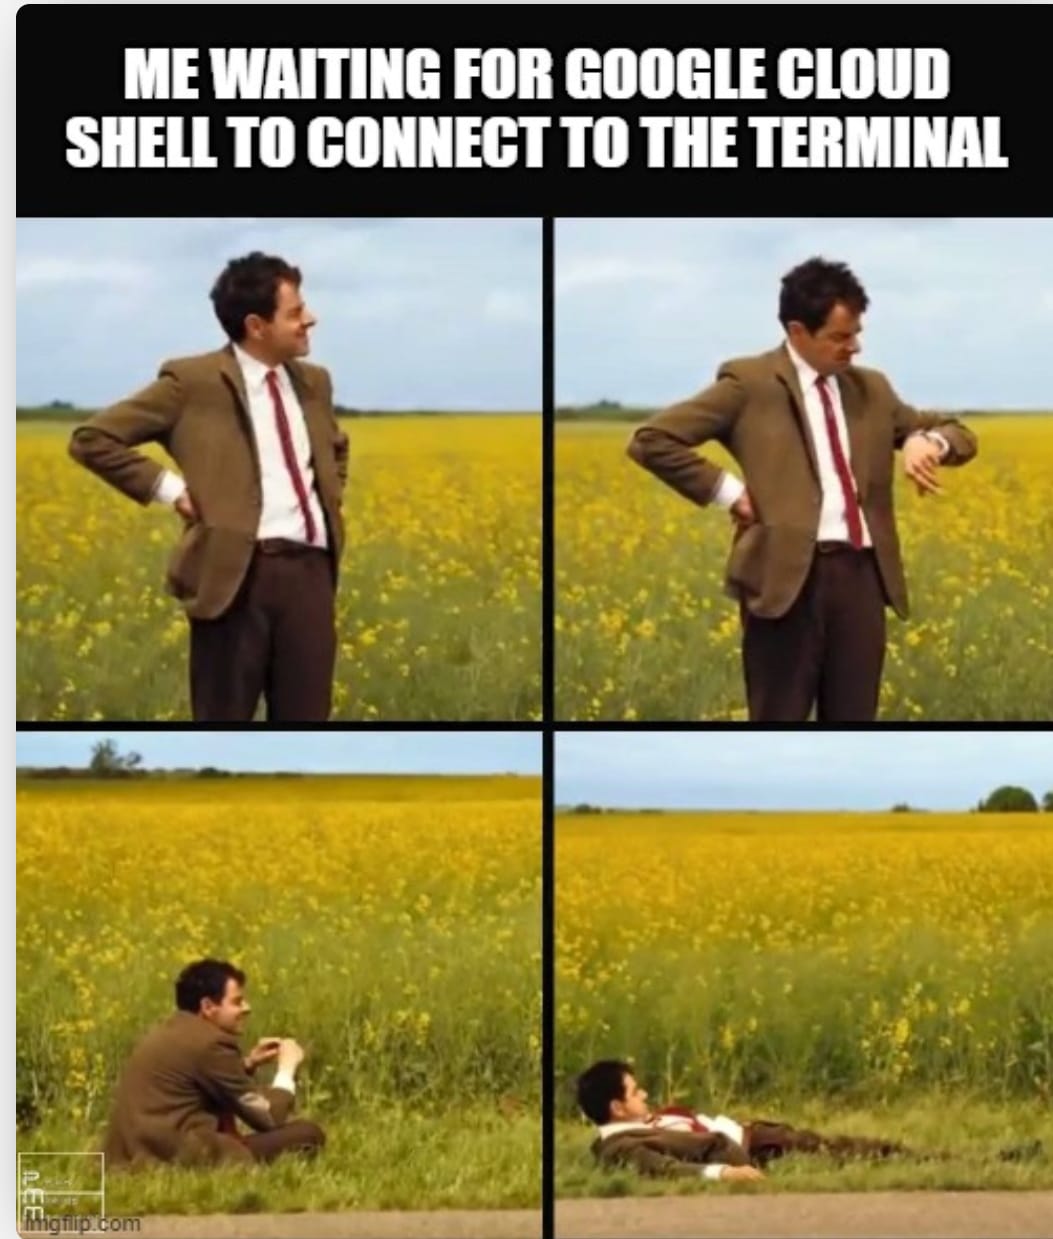 ME WAITING FOR GOOGLE CLOUD
SHELL TO CONNECT TO THE TERMINAL
imgflip.com